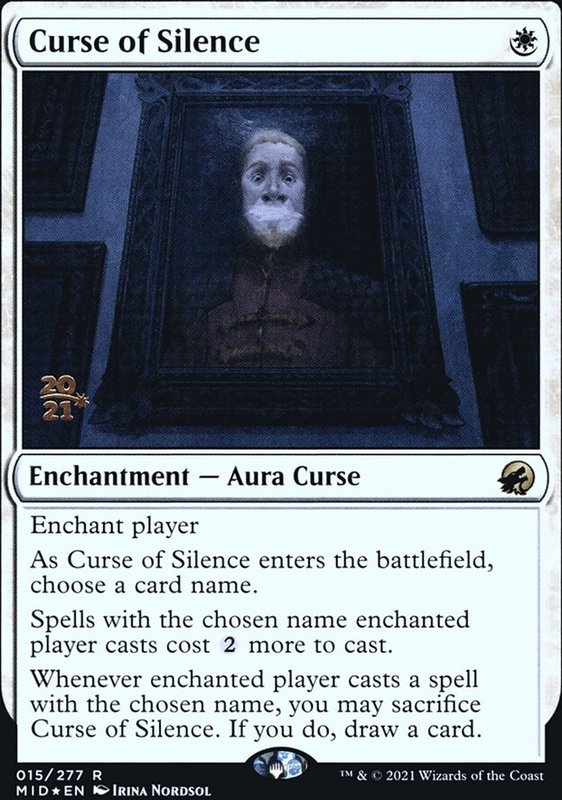 Curse of Silence
20
21
Enchantment — Aura Curse
Enchant player
As Curse of Silence enters the battlefield,
choose a card name.
Spells with the chosen name enchanted
player casts cost 2 more to cast.
Whenever enchanted player casts a spell
with the chosen name, you may sacrifice
Curse of Silence. If you do, draw a card.
015/277 R
MID★EN Irina Nordsol
™ & © 2021 Wizards of the Coast